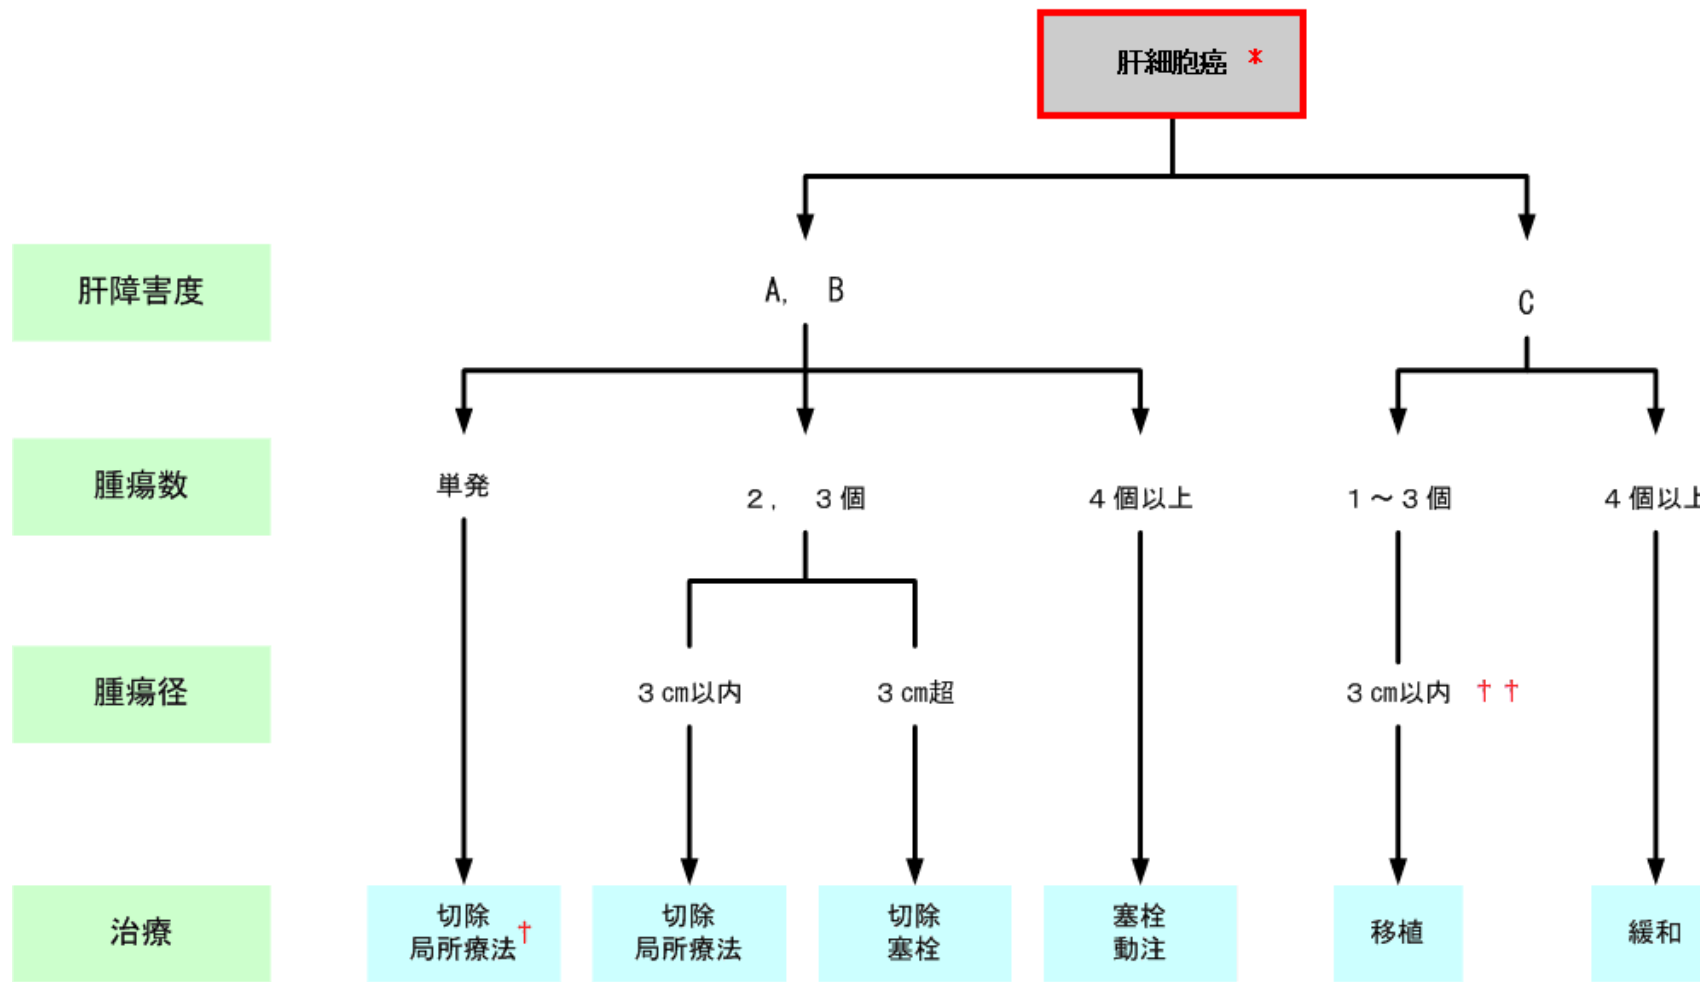 肝細胞癌 *
肝障害度
A, B
C
腫瘍数
単発
2, 3個
4個以上
1~3個
4個以上
腫瘍径
3cm以内
3cm超
3cm以内 ††
治療
切除
局所療法†
切除
局所療法
切除
塞栓
塞栓
動注
移植
緩和